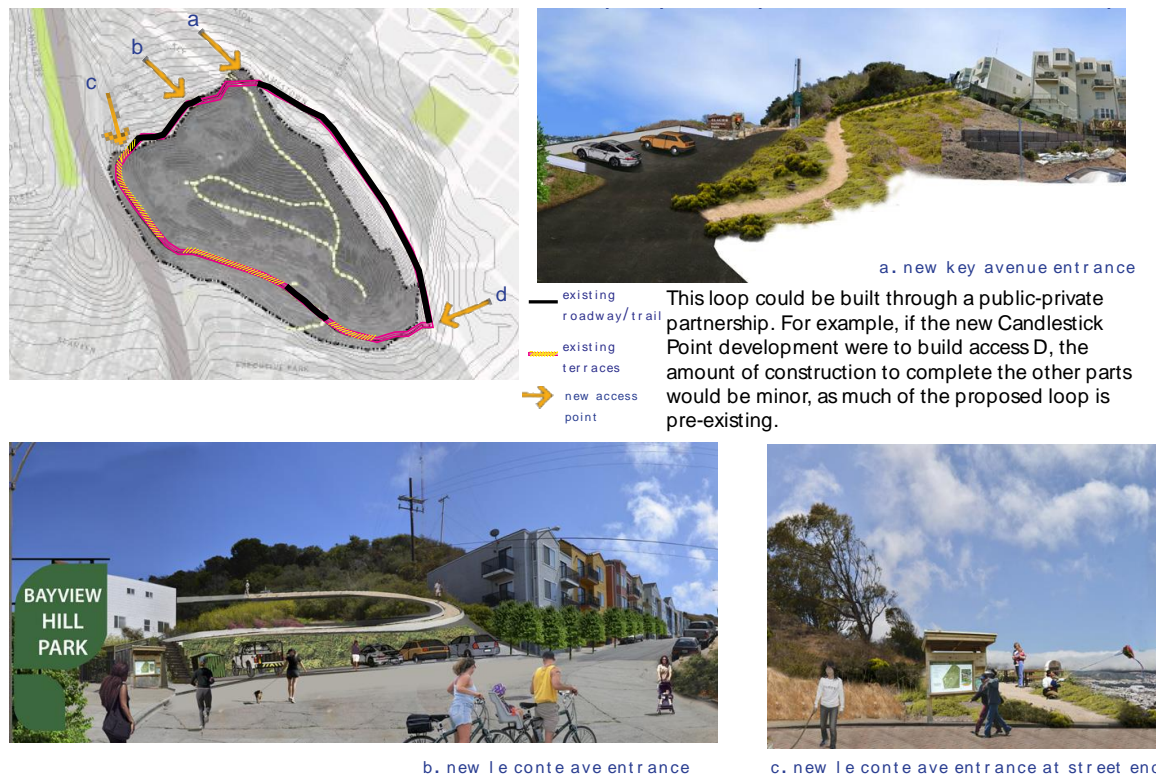 a
b
c
d
EXECUTIVE PARK
a. new key avenue entrance
existing
roadway/trail
existing
terraces
new access
point
This loop could be built through a public-private
partnership. For example, if the new Candlestick
Point development were to build access D, the
amount of construction to complete the other parts
would be minor, as much of the proposed loop is
pre-existing.
BAYVIEW
HILL
PARK
b. new le conte ave entrance
c. new le conte ave entrance at street end